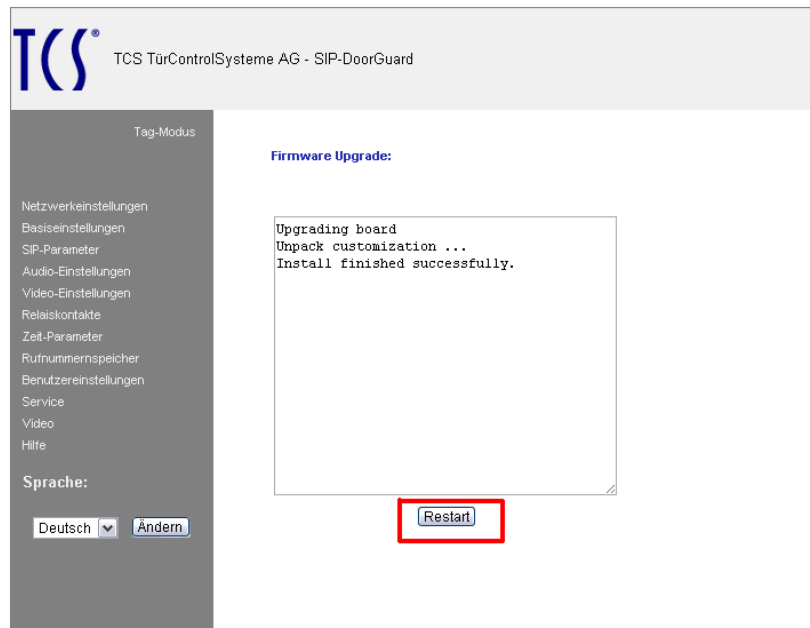 TCS®
TCS TürControlSysteme AG - SIP-DoorGuard
Tag-Modus
Netzwerkeinstellungen
Basiseinstellungen
SIP-Parameter
Audio-Einstellungen
Video-Einstellungen
Relaiskontakte
Zeit-Parameter
Rufnummernspeicher
Benutzereinstellungen
Service
Video
Hilfe
Sprache:
Deutsch
Ändern
Firmware Upgrade:
Upgrading board
Unpack customization ...
Install finished successfully.
Restart